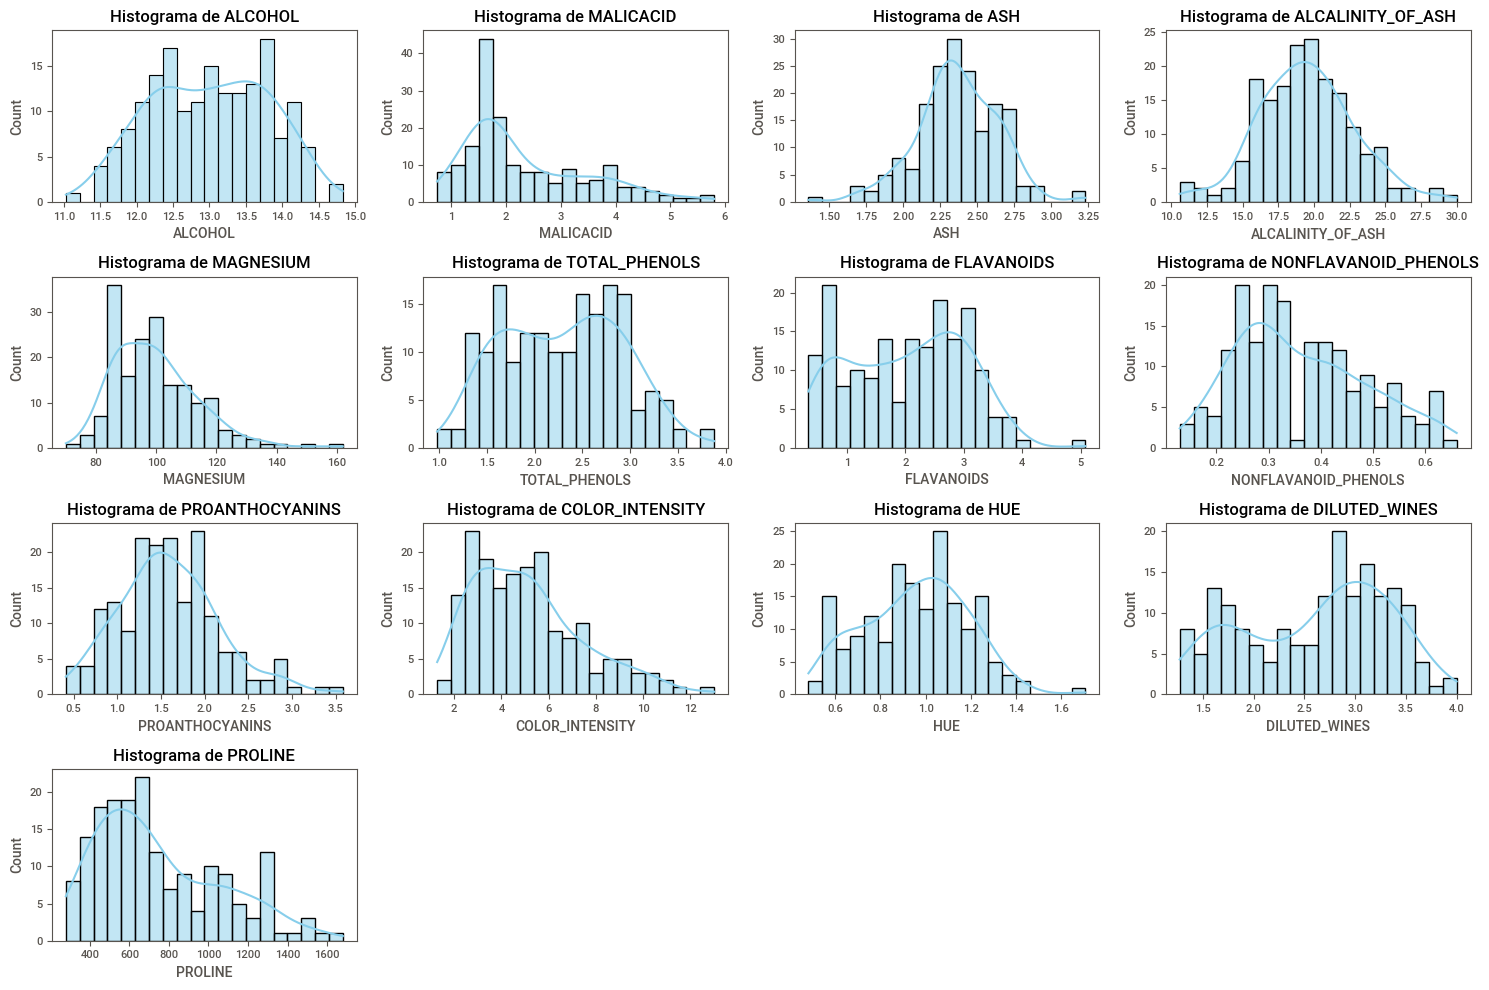 Histograma de ALCOHOL
Count
15
10
5
0
11.0 11.5 12.0 12.5 13.0 13.5 14.0 14.5 15.0
ALCOHOL
Histograma de MALICACID
Count
40
30
20
10
0
1 2 3 4 5 6
MALICACID
Histograma de ASH
Count
30
25
20
15
10
5
0
1.50 1.75 2.00 2.25 2.50 2.75 3.00 3.25
ASH
Histograma de ALCALINITY_OF_ASH
Count
25
20
15
10
5
0
10.0 12.5 15.0 17.5 20.0 22.5 25.0 27.5 30.0
ALCALINITY_OF_ASH
Histograma de MAGNESIUM
Count
30
20
10
0
80 100 120 140 160
MAGNESIUM
Histograma de TOTAL_PHENOLS
Count
15
10
5
0
1.0 1.5 2.0 2.5 3.0 3.5 4.0
TOTAL_PHENOLS
Histograma de FLAVANOIDS
Count
20
15
10
5
0
1 2 3 4 5
FLAVANOIDS
Histograma de NONFLAVANOID_PHENOLS
Count
20
15
10
5
0
0.2 0.3 0.4 0.5 0.6
NONFLAVANOID_PHENOLS
Histograma de PROANTHOCYANINS
Count
20
15
10
5
0
0.5 1.0 1.5 2.0 2.5 3.0 3.5
PROANTHOCYANINS
Histograma de COLOR_INTENSITY
Count
20
15
10
5
0
2 4 6 8 10 12
COLOR_INTENSITY
Histograma de HUE
Count
25
20
15
10
5
0
0.6 0.8 1.0 1.2 1.4 1.6
HUE
Histograma de DILUTED_WINES
Count
20
15
10
5
0
1.5 2.0 2.5 3.0 3.5 4.0
DILUTED_WINES
Histograma de PROLINE
Count
20
15
10
5
0
400 600 800 1000 1200 1400 1600
PROLINE